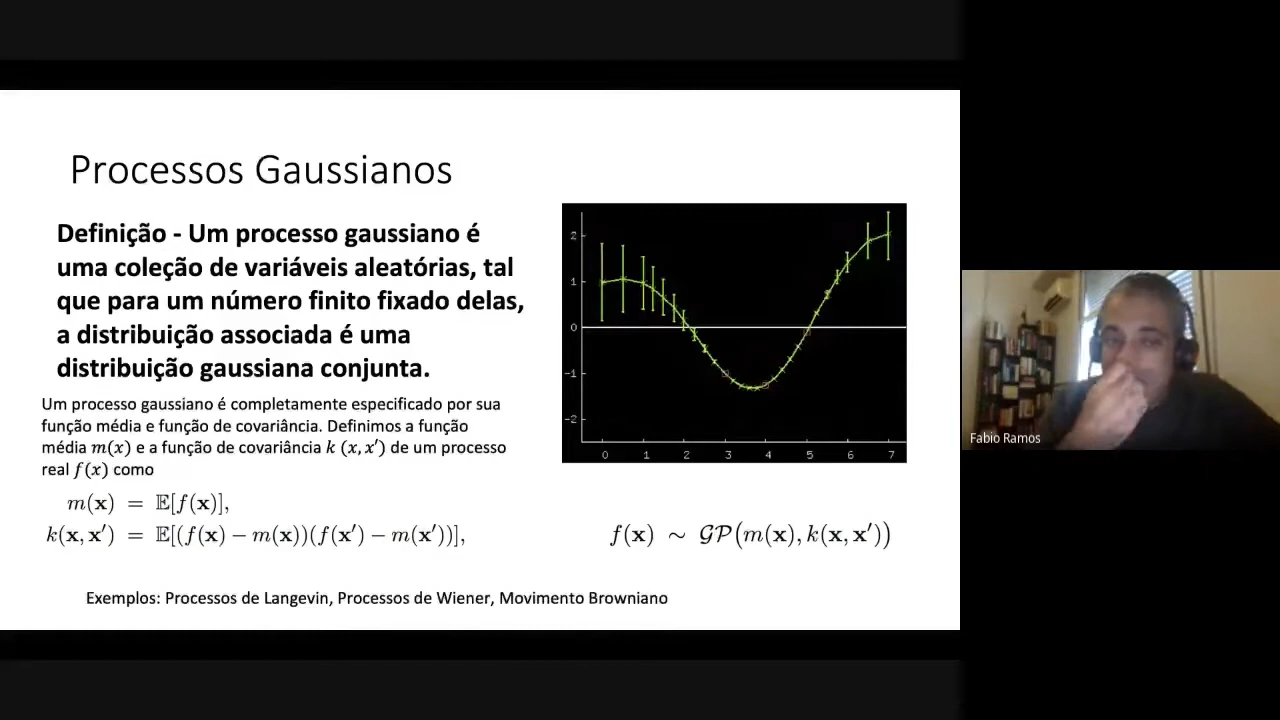 Processos Gaussianos
Definição - Um processo gaussiano é
uma coleção de variáveis aleatórias, tal
que para um número finito fixado delas,
a distribuição associada é uma
distribuição gaussiana conjunta.
Um processo gaussiano é completamente especificado por sua
função média e função de covariância. Definimos a função
média m(x) e a função de covariância k (x, x′) de um processo
real f(x) como
m(x) = 𝔼[f(x)],
k(x, x′) = 𝔼[(f(x) − m(x))(f(x′) − m(x′))],
2
1
0
-1
-2
0 1 2 3 4 5 6 7
f(x) ∼ 𝒢𝒫(m(x), k(x, x′))
Exemplos: Processos de Langevin, Processos de Wiener, Movimento Browniano
Fabio Ramos